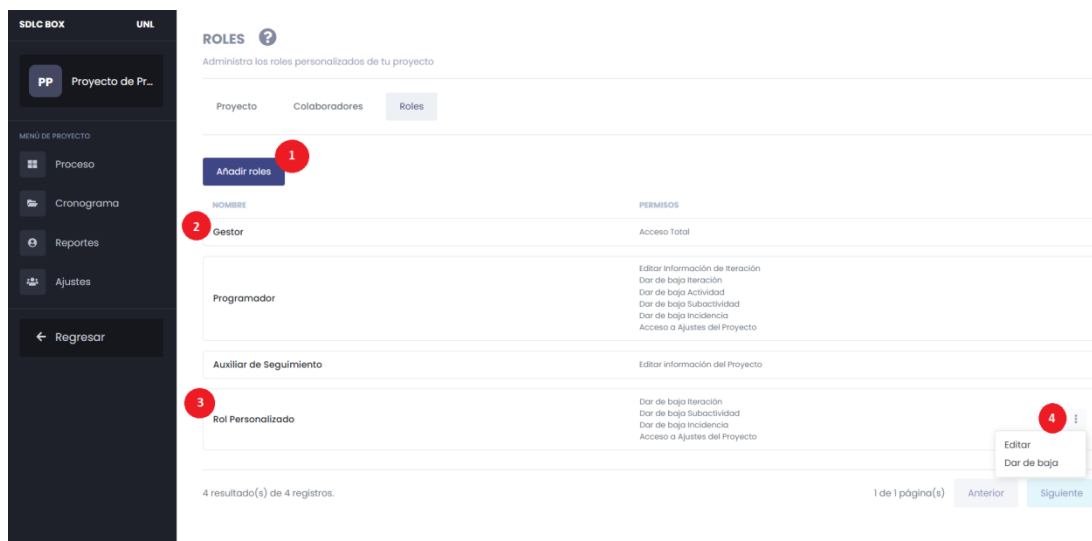 SDLC BOX UNL
PP Proyecto de Pr...
MENÚ DE PROYECTO
Proceso
Cronograma
Reportes
Ajustes
← Regresar
ROLES ?
Administra los roles personalizados de tu proyecto
Proyecto Colaboradores Roles
1
Añadir roles
NOMBRE PERMISOS
2
Gestor Acceso Total
Programador
Editar Información de Iteración
Dar de baja Iteración
Dar de baja Actividad
Dar de baja Subactividad
Dar de baja Incidencia
Acceso a Ajustes del Proyecto
Auxiliar de Seguimiento Editar información del Proyecto
3
Rol Personalizado
Dar de baja Iteración
Dar de baja Subactividad
Dar de baja Incidencia
Acceso a Ajustes del Proyecto
4
Editar
Dar de baja
4 resultado(s) de 4 registros. 1 de 1 página(s) Anterior Siguiente